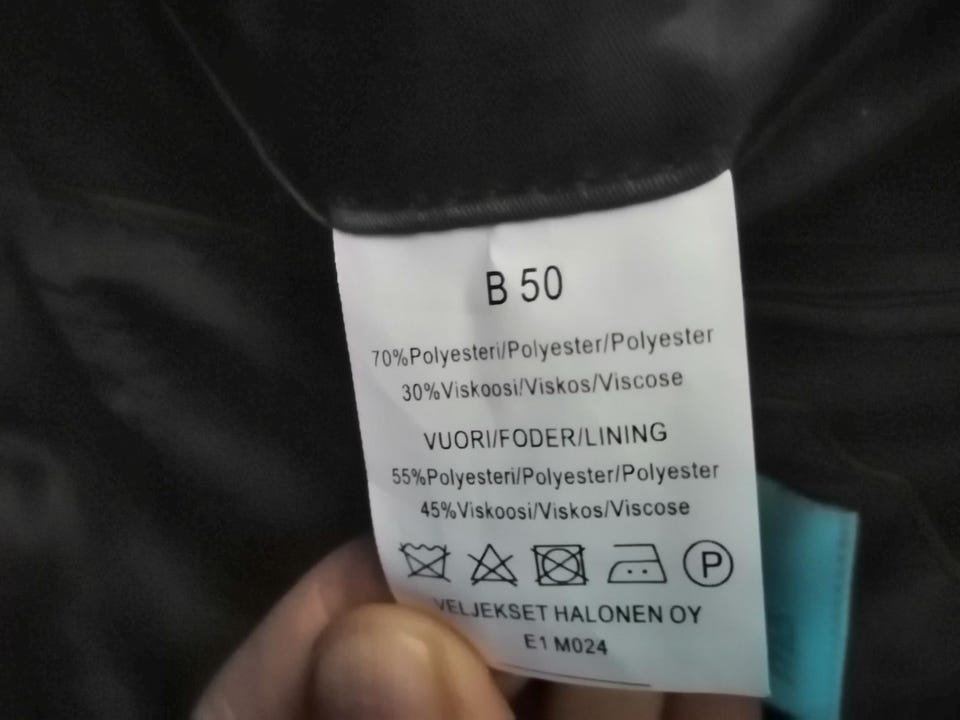 B 50
70%Polyesteri/Polyester/Polyester
30%Viskoosi/Viskos/Viscose
VUORI/FODER/LINING
55%Polyesteri/Polyester/Polyester
45%Viskoosi/Viskos/Viscose
P
VELJEKSET HALONEN OY
E1 M024